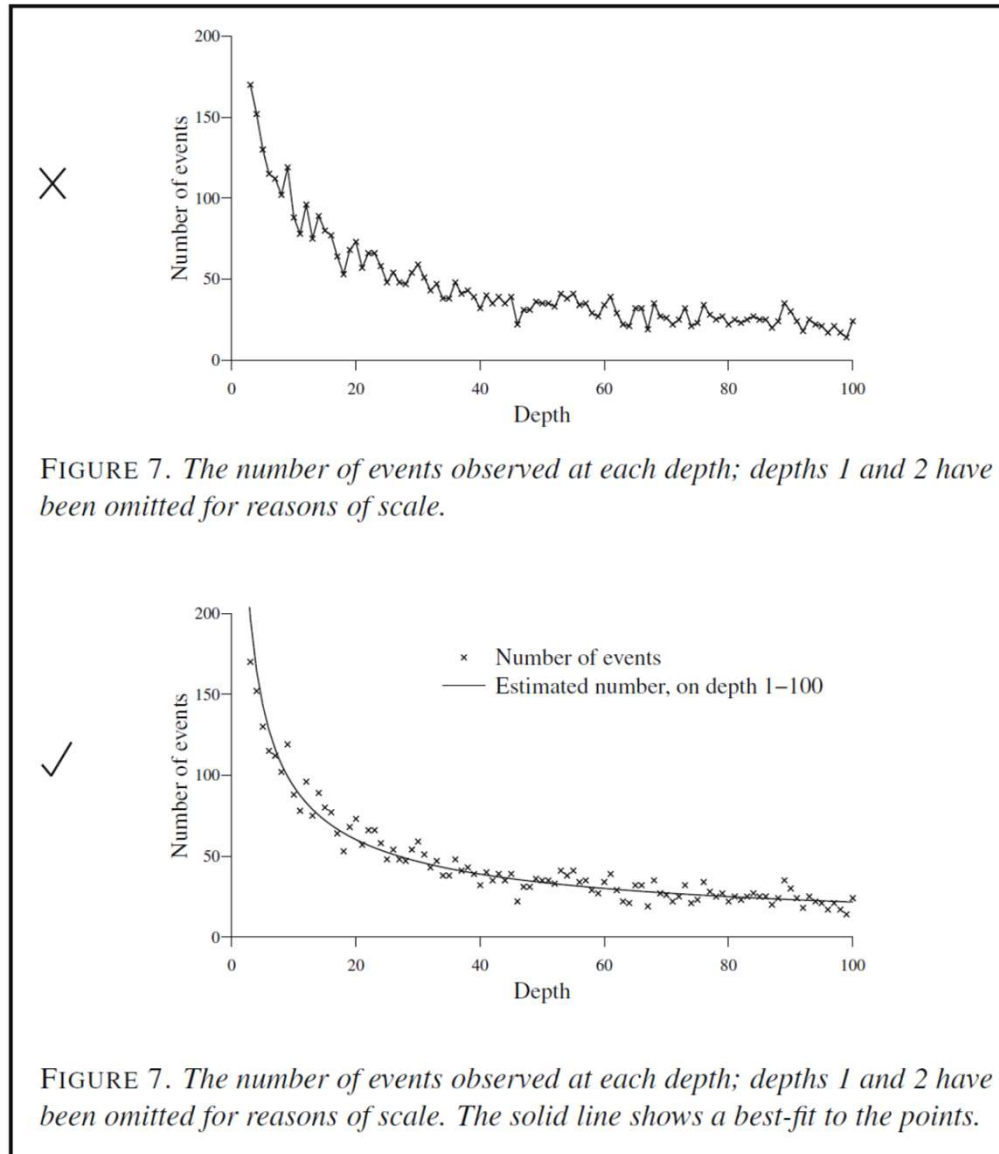 200
150
100
50
0
Number of events
0 20 40 60 80 100
Depth
FIGURE 7. The number of events observed at each depth; depths 1 and 2 have
been omitted for reasons of scale.
200
150
100
50
0
Number of events
× Number of events
Estimated number, on depth 1–100
0 20 40 60 80 100
Depth
FIGURE 7. The number of events observed at each depth; depths 1 and 2 have
been omitted for reasons of scale. The solid line shows a best-fit to the points.